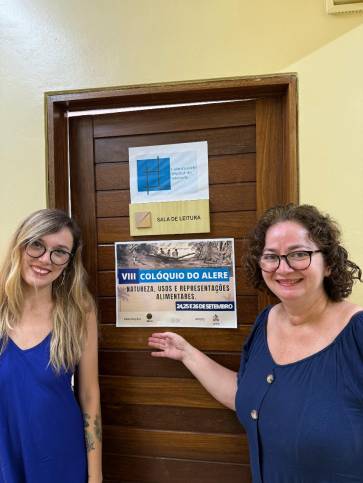 SALA DE LEITURA
VIII COLÓQUIO DO ALERE
NATUREZA, USOS E REPRESENTAÇÕES
ALIMENTARES.
24,25 E 26 DE SETEMBRO